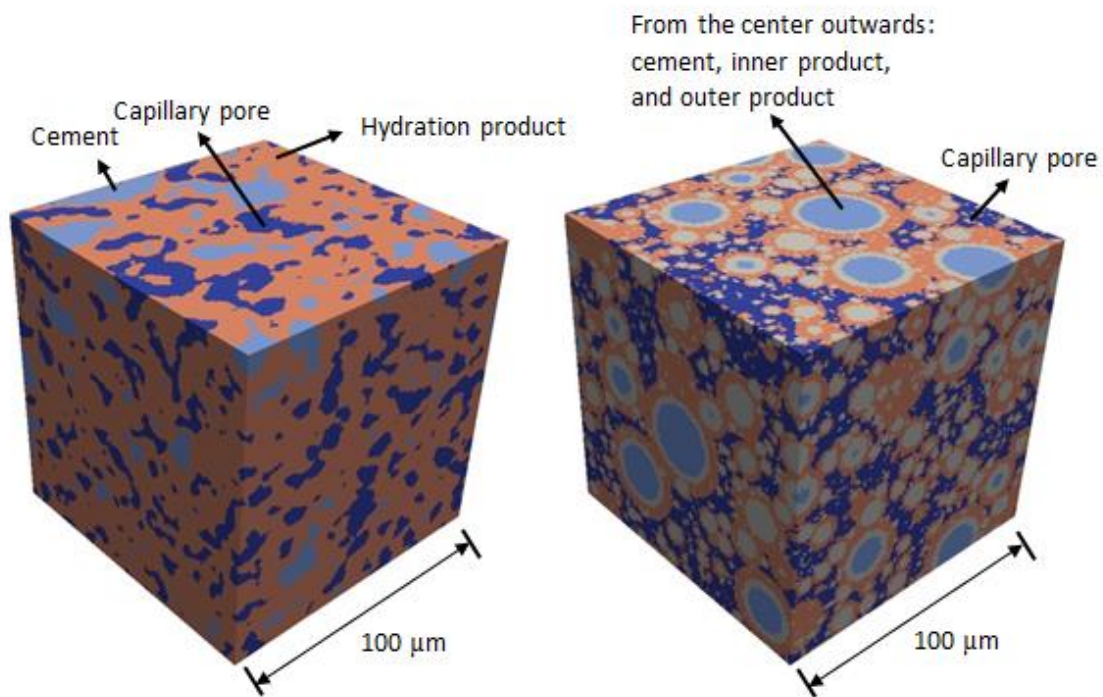 From the center outwards:
cement, inner product,
and outer product
Capillary pore
Cement
Hydration product
Capillary pore
100 µm
100 µm